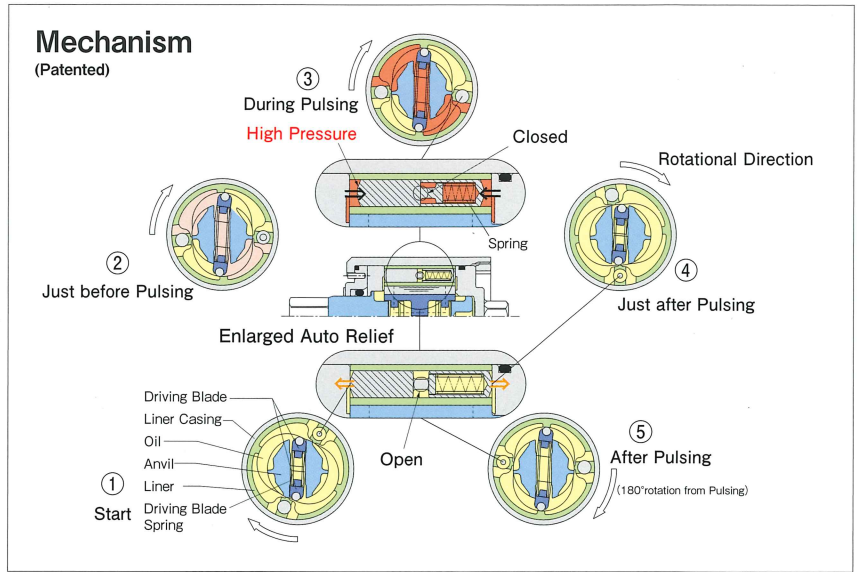 Mechanism
(Patented)
③
During Pulsing
High Pressure
Closed
Rotational Direction
Spring
②
Just before Pulsing
④
Just after Pulsing
Enlarged Auto Relief
Driving Blade
Liner Casing
Oil
Anvil
Liner
Driving Blade
Spring
①
Start
Open
⑤
After Pulsing
(180°rotation from Pulsing)